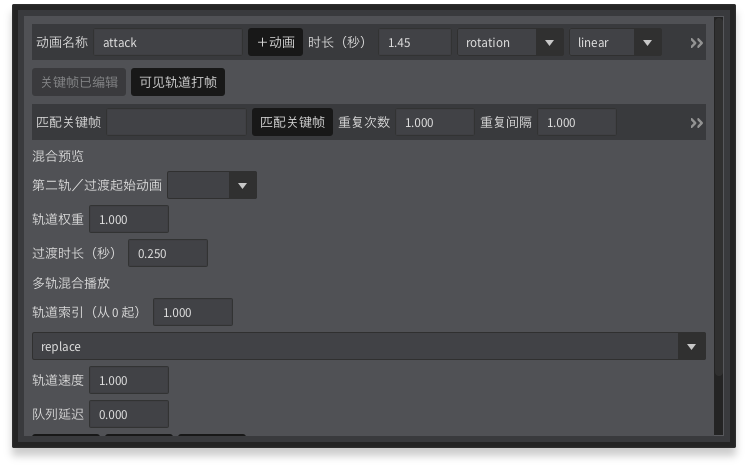 动画名称 attack ＋动画 时长（秒） 1.45 rotation linear
关键帧已编辑 可见轨道打帧
匹配关键帧 匹配关键帧 重复次数 1.000 重复间隔 1.000
混合预览
第二轨／过渡起始动画
轨道权重 1.000
过渡时长（秒） 0.250
多轨混合播放
轨道索引（从 0 起） 1.000
replace
轨道速度 1.000
队列延迟 0.000